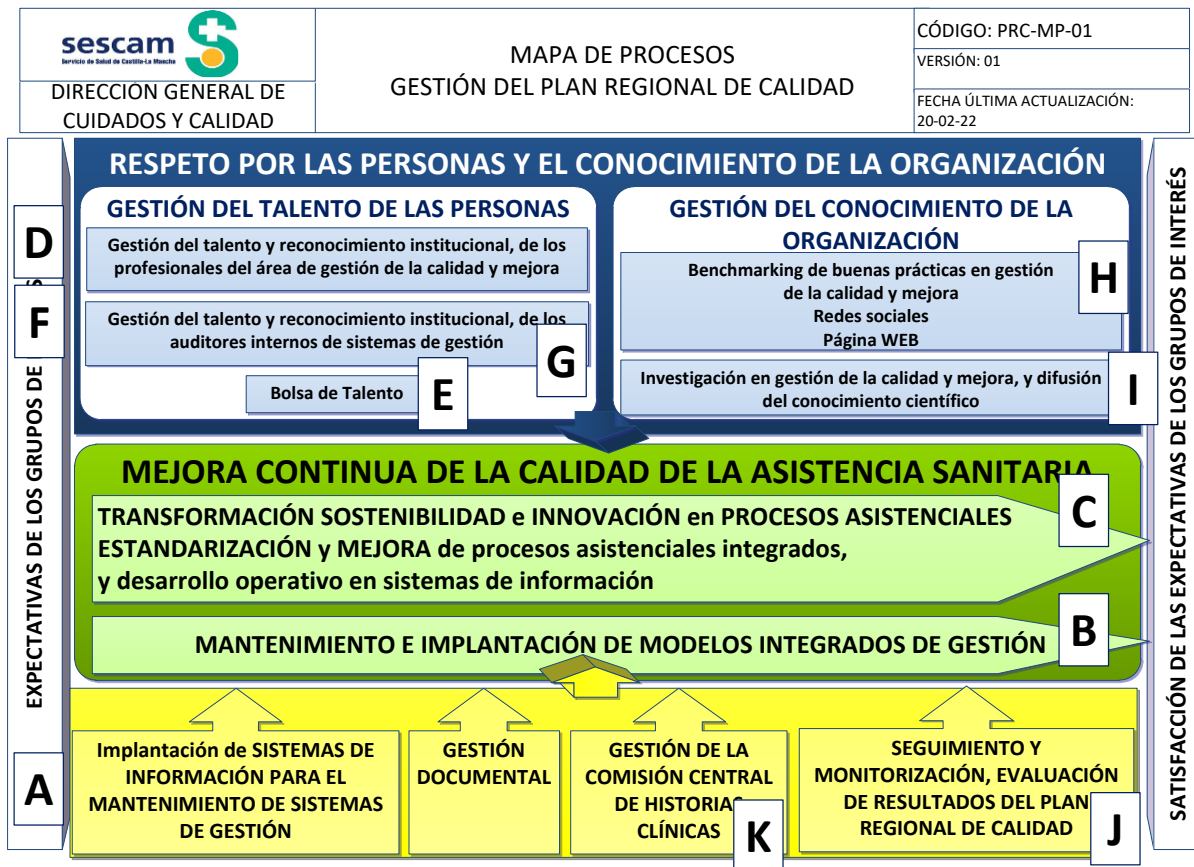 sescam
Servicio de Salud de Castilla-La Mancha
DIRECCIÓN GENERAL DE
CUIDADOS Y CALIDAD
MAPA DE PROCESOS
GESTIÓN DEL PLAN REGIONAL DE CALIDAD
CÓDIGO: PRC-MP-01
VERSIÓN: 01
FECHA ÚLTIMA ACTUALIZACIÓN:
20-02-22
EXPECTATIVAS DE LOS GRUPOS DE
D
F
A
RESPETO POR LAS PERSONAS Y EL CONOCIMIENTO DE LA ORGANIZACIÓN
GESTIÓN DEL TALENTO DE LAS PERSONAS
Gestión del talento y reconocimiento institucional, de los
profesionales del área de gestión de la calidad y mejora
Gestión del talento y reconocimiento institucional, de los
auditores internos de sistemas de gestión
G
Bolsa de Talento
E
GESTIÓN DEL CONOCIMIENTO DE LA
ORGANIZACIÓN
Benchmarking de buenas prácticas en gestión
de la calidad y mejora
Redes sociales
Página WEB
H
Investigación en gestión de la calidad y mejora, y difusión
del conocimiento científico
I
MEJORA CONTINUA DE LA CALIDAD DE LA ASISTENCIA SANITARIA
TRANSFORMACIÓN SOSTENIBILIDAD e INNOVACIÓN en PROCESOS ASISTENCIALES
ESTANDARIZACIÓN y MEJORA de procesos asistenciales integrados,
y desarrollo operativo en sistemas de información
C
MANTENIMIENTO E IMPLANTACIÓN DE MODELOS INTEGRADOS DE GESTIÓN
B
Implantación de SISTEMAS DE
INFORMACIÓN PARA EL
MANTENIMIENTO DE SISTEMAS
DE GESTIÓN
GESTIÓN
DOCUMENTAL
GESTIÓN DE LA
COMISIÓN CENTRAL
DE HISTORIAS
CLÍNICAS
K
SEGUIMIENTO Y
MONITORIZACIÓN, EVALUACIÓN
DE RESULTADOS DEL PLAN
REGIONAL DE CALIDAD
J
SATISFACCIÓN DE LAS EXPECTATIVAS DE LOS GRUPOS DE INTERÉS